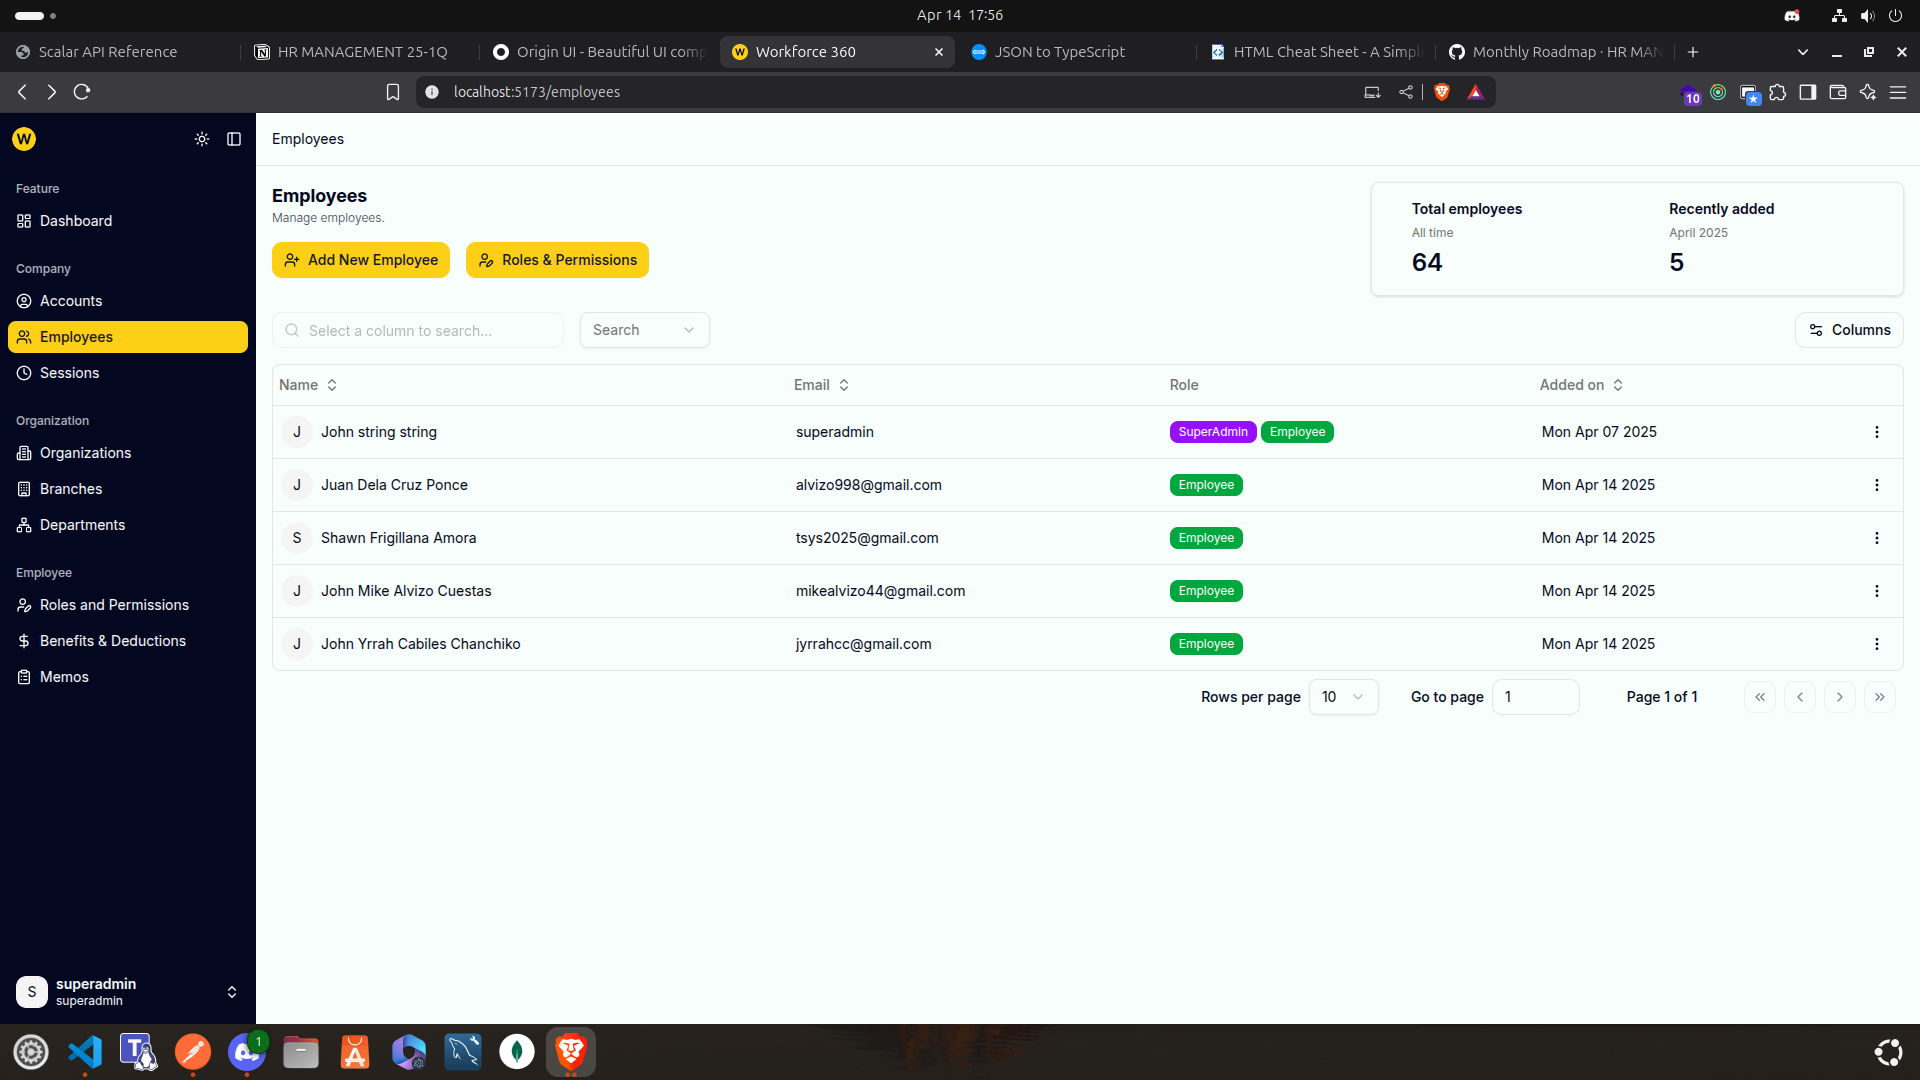 Apr 14 17:56
Scalar API Reference
HR MANAGEMENT 25-1Q
Origin UI - Beautiful UI comp
Workforce 360
JSON to TypeScript
HTML Cheat Sheet - A Simpl
Monthly Roadmap · HR MAN
localhost:5173/employees
10
W
Feature
Dashboard
Company
Accounts
Employees
Sessions
Organization
Organizations
Branches
Departments
Employee
Roles and Permissions
Benefits & Deductions
Memos
S
superadmin
superadmin
Employees
Employees
Manage employees.
Add New Employee
Roles & Permissions
Total employees
All time
64
Recently added
April 2025
5
Select a column to search...
Search
Columns
Name Email Role Added on
J John string string superadmin SuperAdmin Employee Mon Apr 07 2025
J Juan Dela Cruz Ponce alvizo998@gmail.com Employee Mon Apr 14 2025
S Shawn Frigillana Amora tsys2025@gmail.com Employee Mon Apr 14 2025
J John Mike Alvizo Cuestas mikealvizo44@gmail.com Employee Mon Apr 14 2025
J John Yrrah Cabiles Chanchiko jyrrahcc@gmail.com Employee Mon Apr 14 2025
Rows per page 10 Go to page 1 Page 1 of 1
T
1